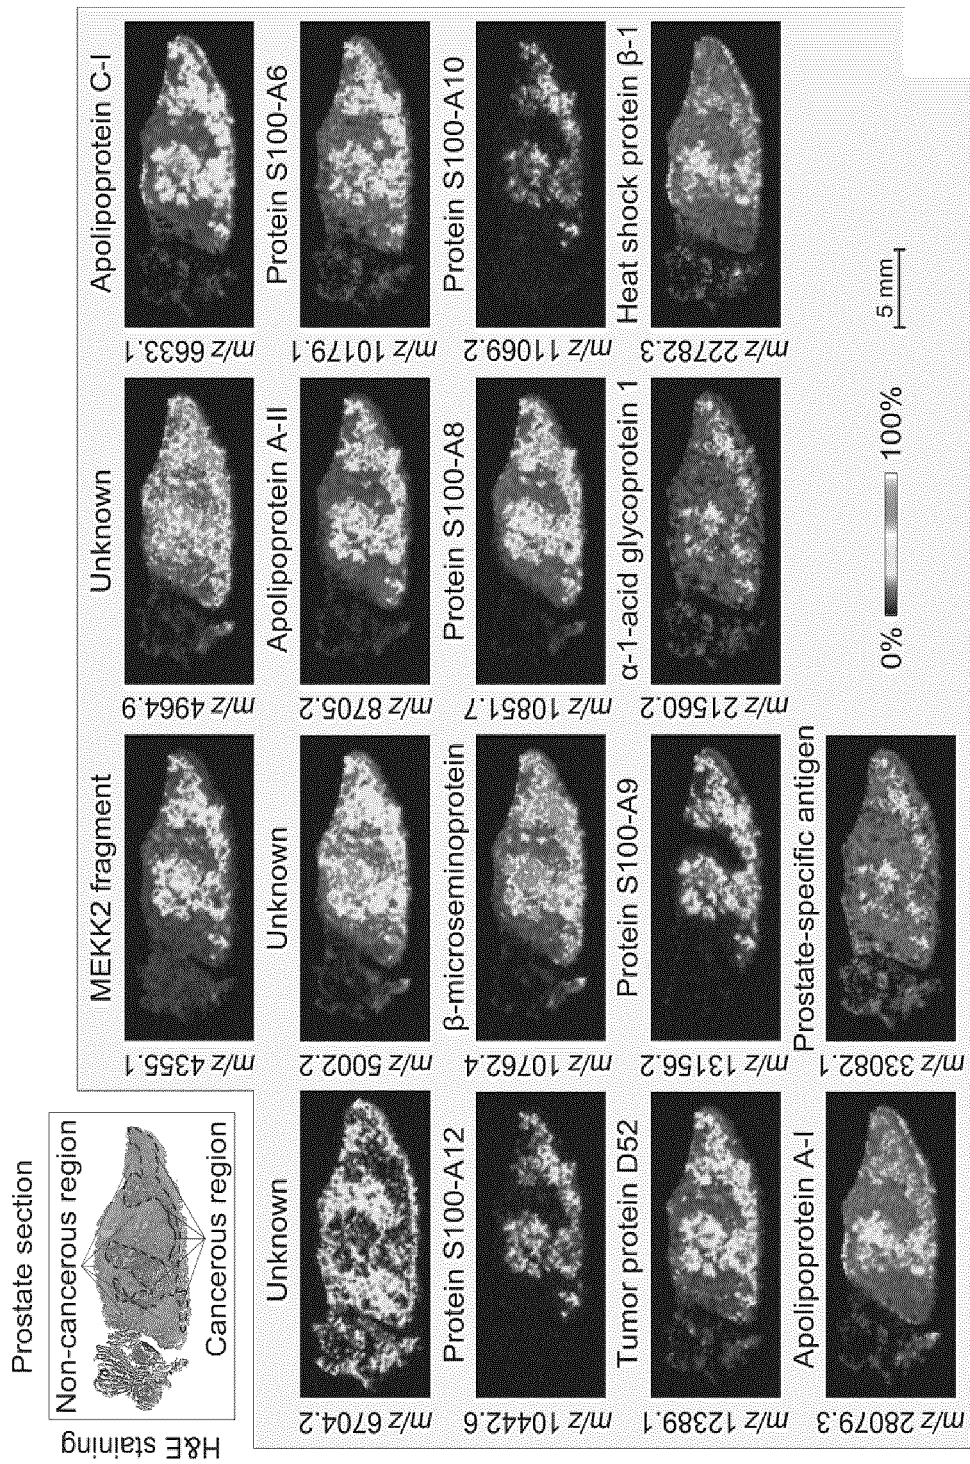 Prostate section
H&E staining
Non-cancerous region
Cancerous region
MEKK2 fragment
m/z 4355.1
Unknown
m/z 4964.9
Apolipoprotein C-I
m/z 6633.1
Unknown
m/z 6704.2
Unknown
m/z 5002.2
Apolipoprotein A-II
m/z 8705.2
Protein S100-A6
m/z 10179.1
Protein S100-A12
m/z 10442.6
β-microseminoprotein
m/z 10762.4
Protein S100-A8
m/z 10851.7
Protein S100-A10
m/z 11069.2
Tumor protein D52
m/z 12389.1
Protein S100-A9
m/z 13156.2
α-1-acid glycoprotein 1
m/z 21560.2
Heat shock protein β-1
m/z 22782.3
Apolipoprotein A-I
m/z 28079.3
Prostate-specific antigen
m/z 33082.1
0% 100%
5 mm